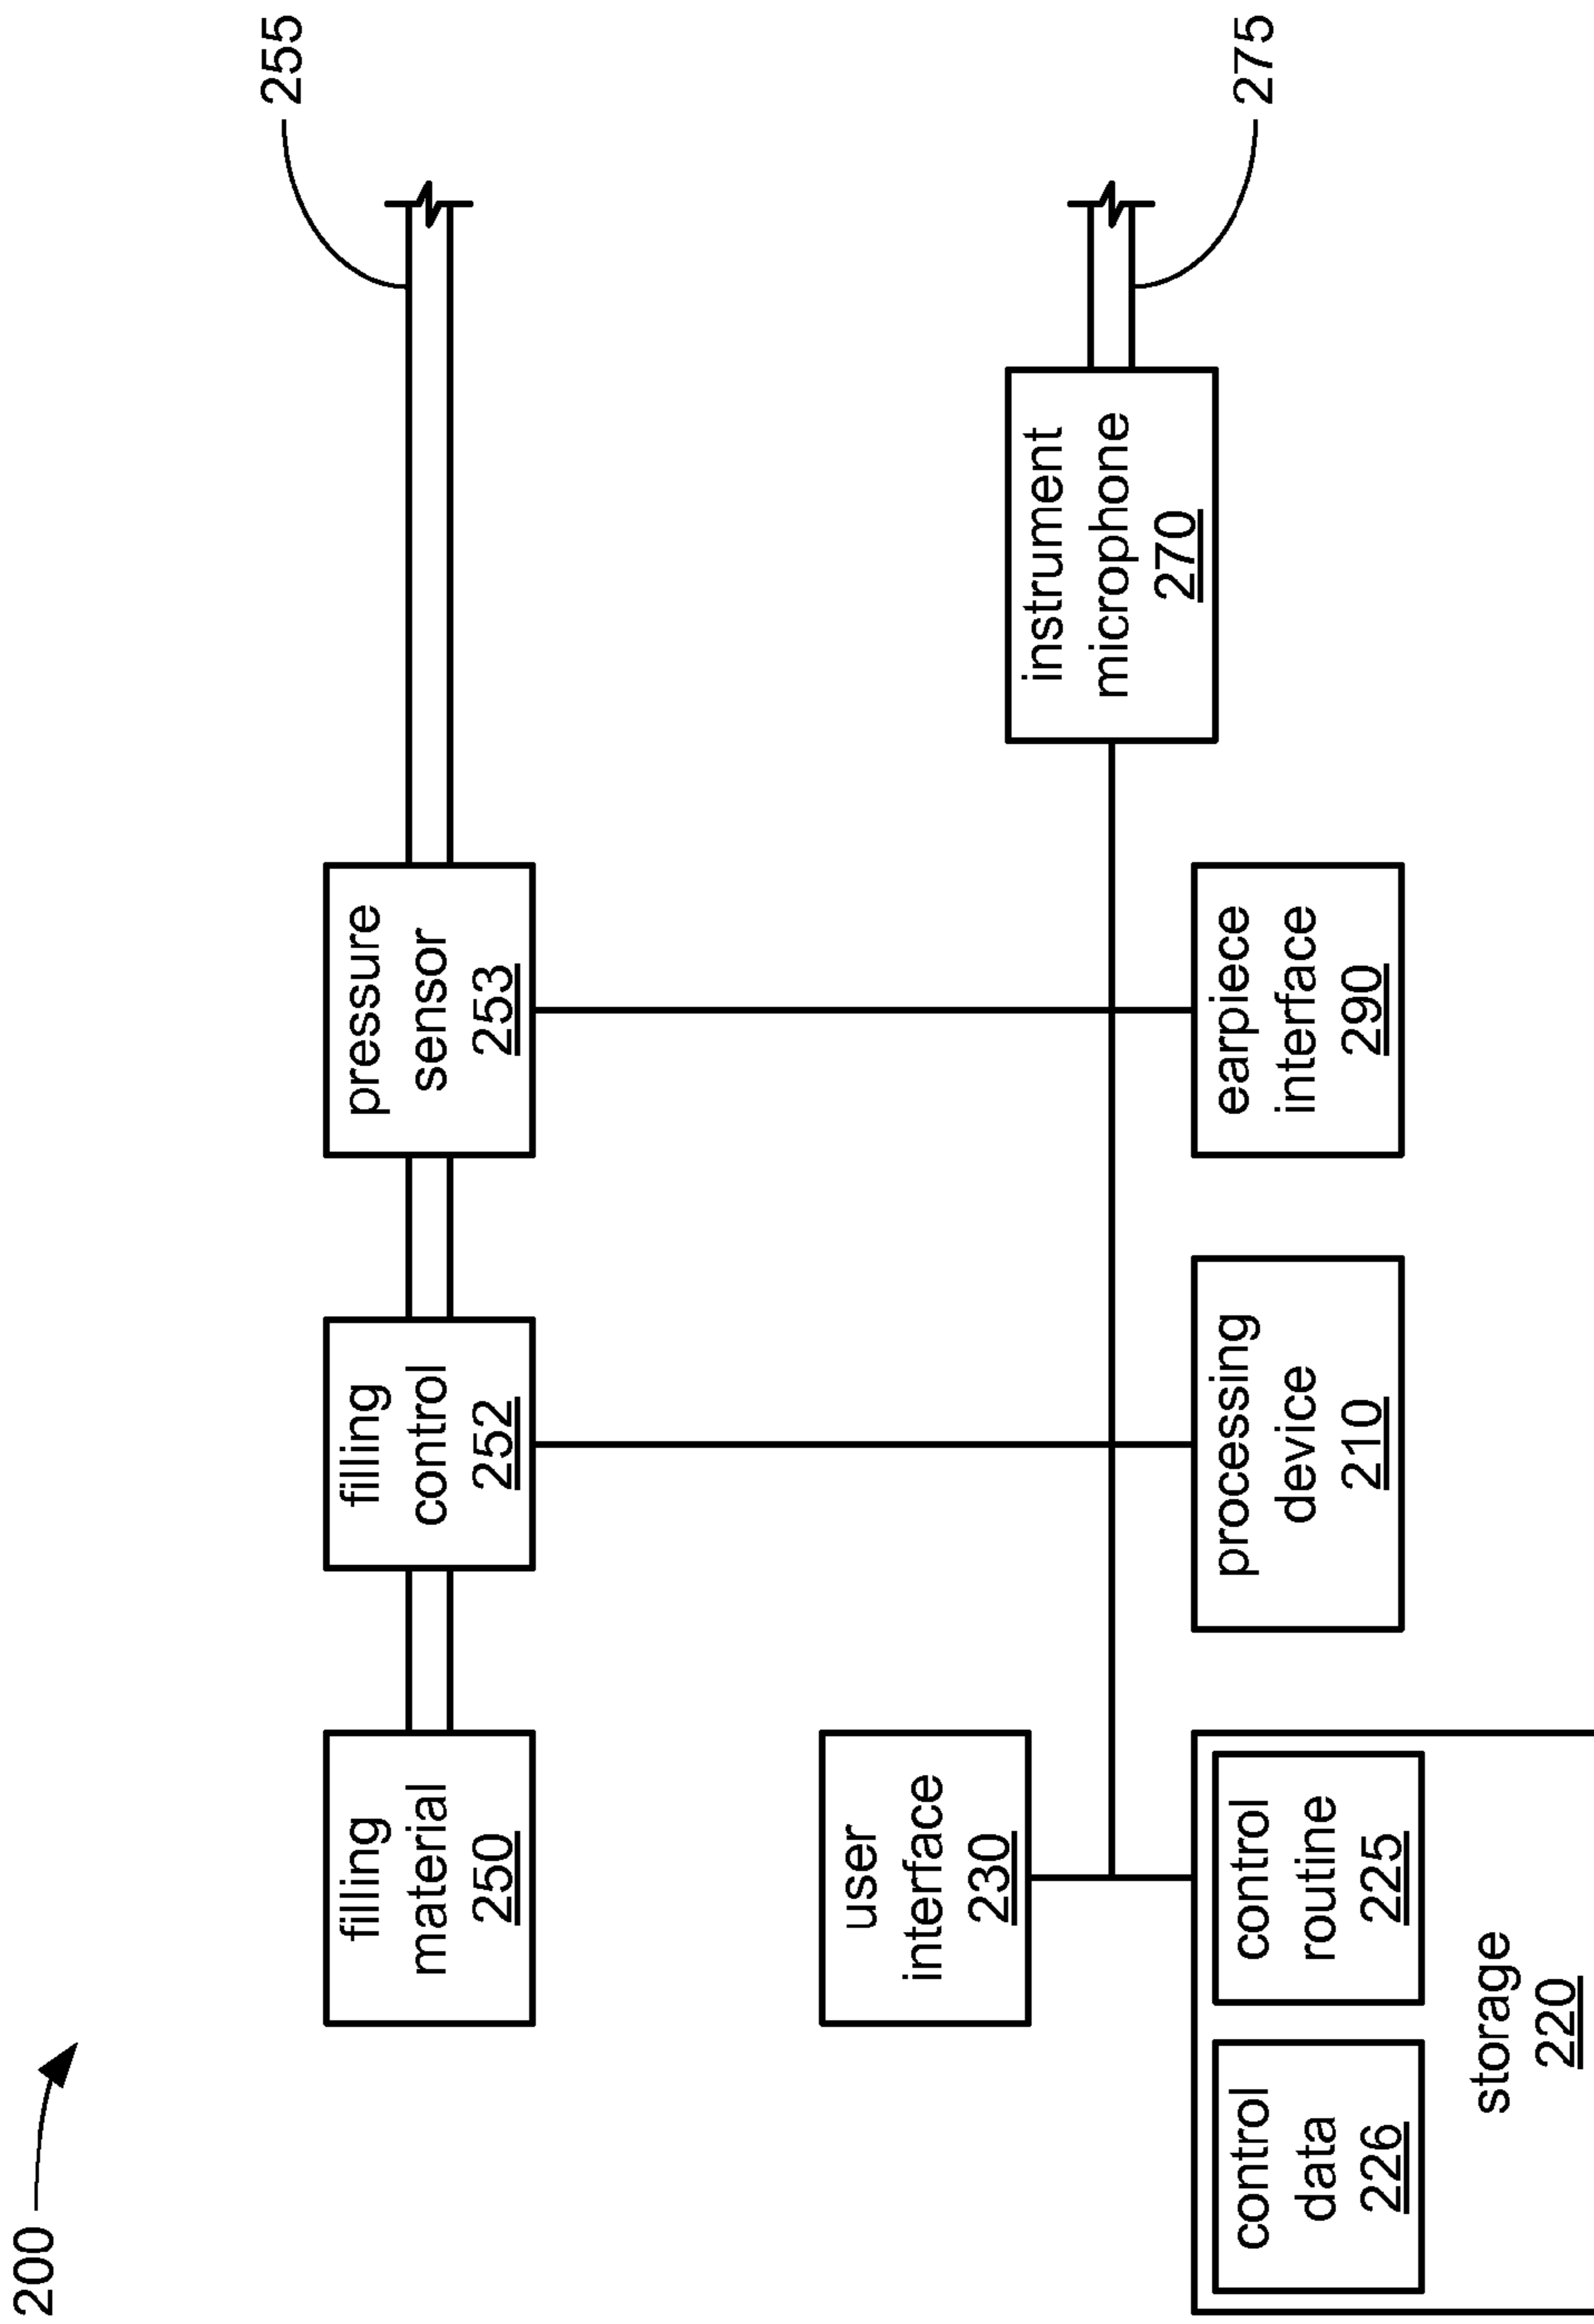 200
255
filling
material
250
filling
control
252
pressure
sensor
253
user
interface
230
instrument
microphone
270
275
control
data
226
control
routine
225
storage
220
processing
device
210
earpiece
interface
290